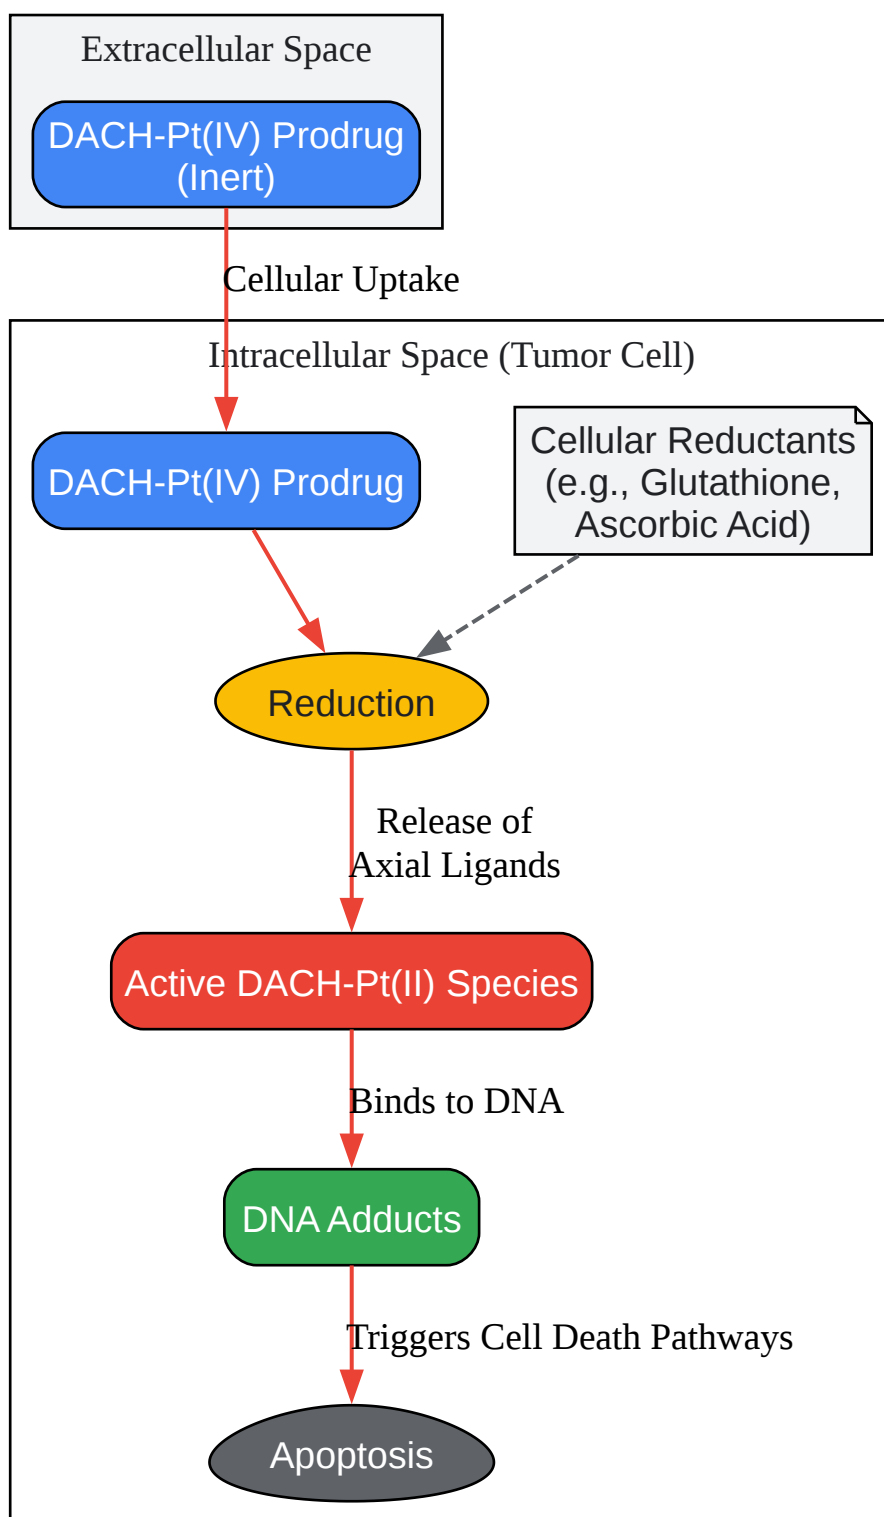 Extracellular Space
DACH-Pt(IV) Prodrug
(Inert)
Cellular Uptake
Intracellular Space (Tumor Cell)
DACH-Pt(IV) Prodrug
Cellular Reductants
(e.g., Glutathione,
Ascorbic Acid)
Reduction
Release of
Axial Ligands
Active DACH-Pt(II) Species
Binds to DNA
DNA Adducts
Triggers Cell Death Pathways
Apoptosis